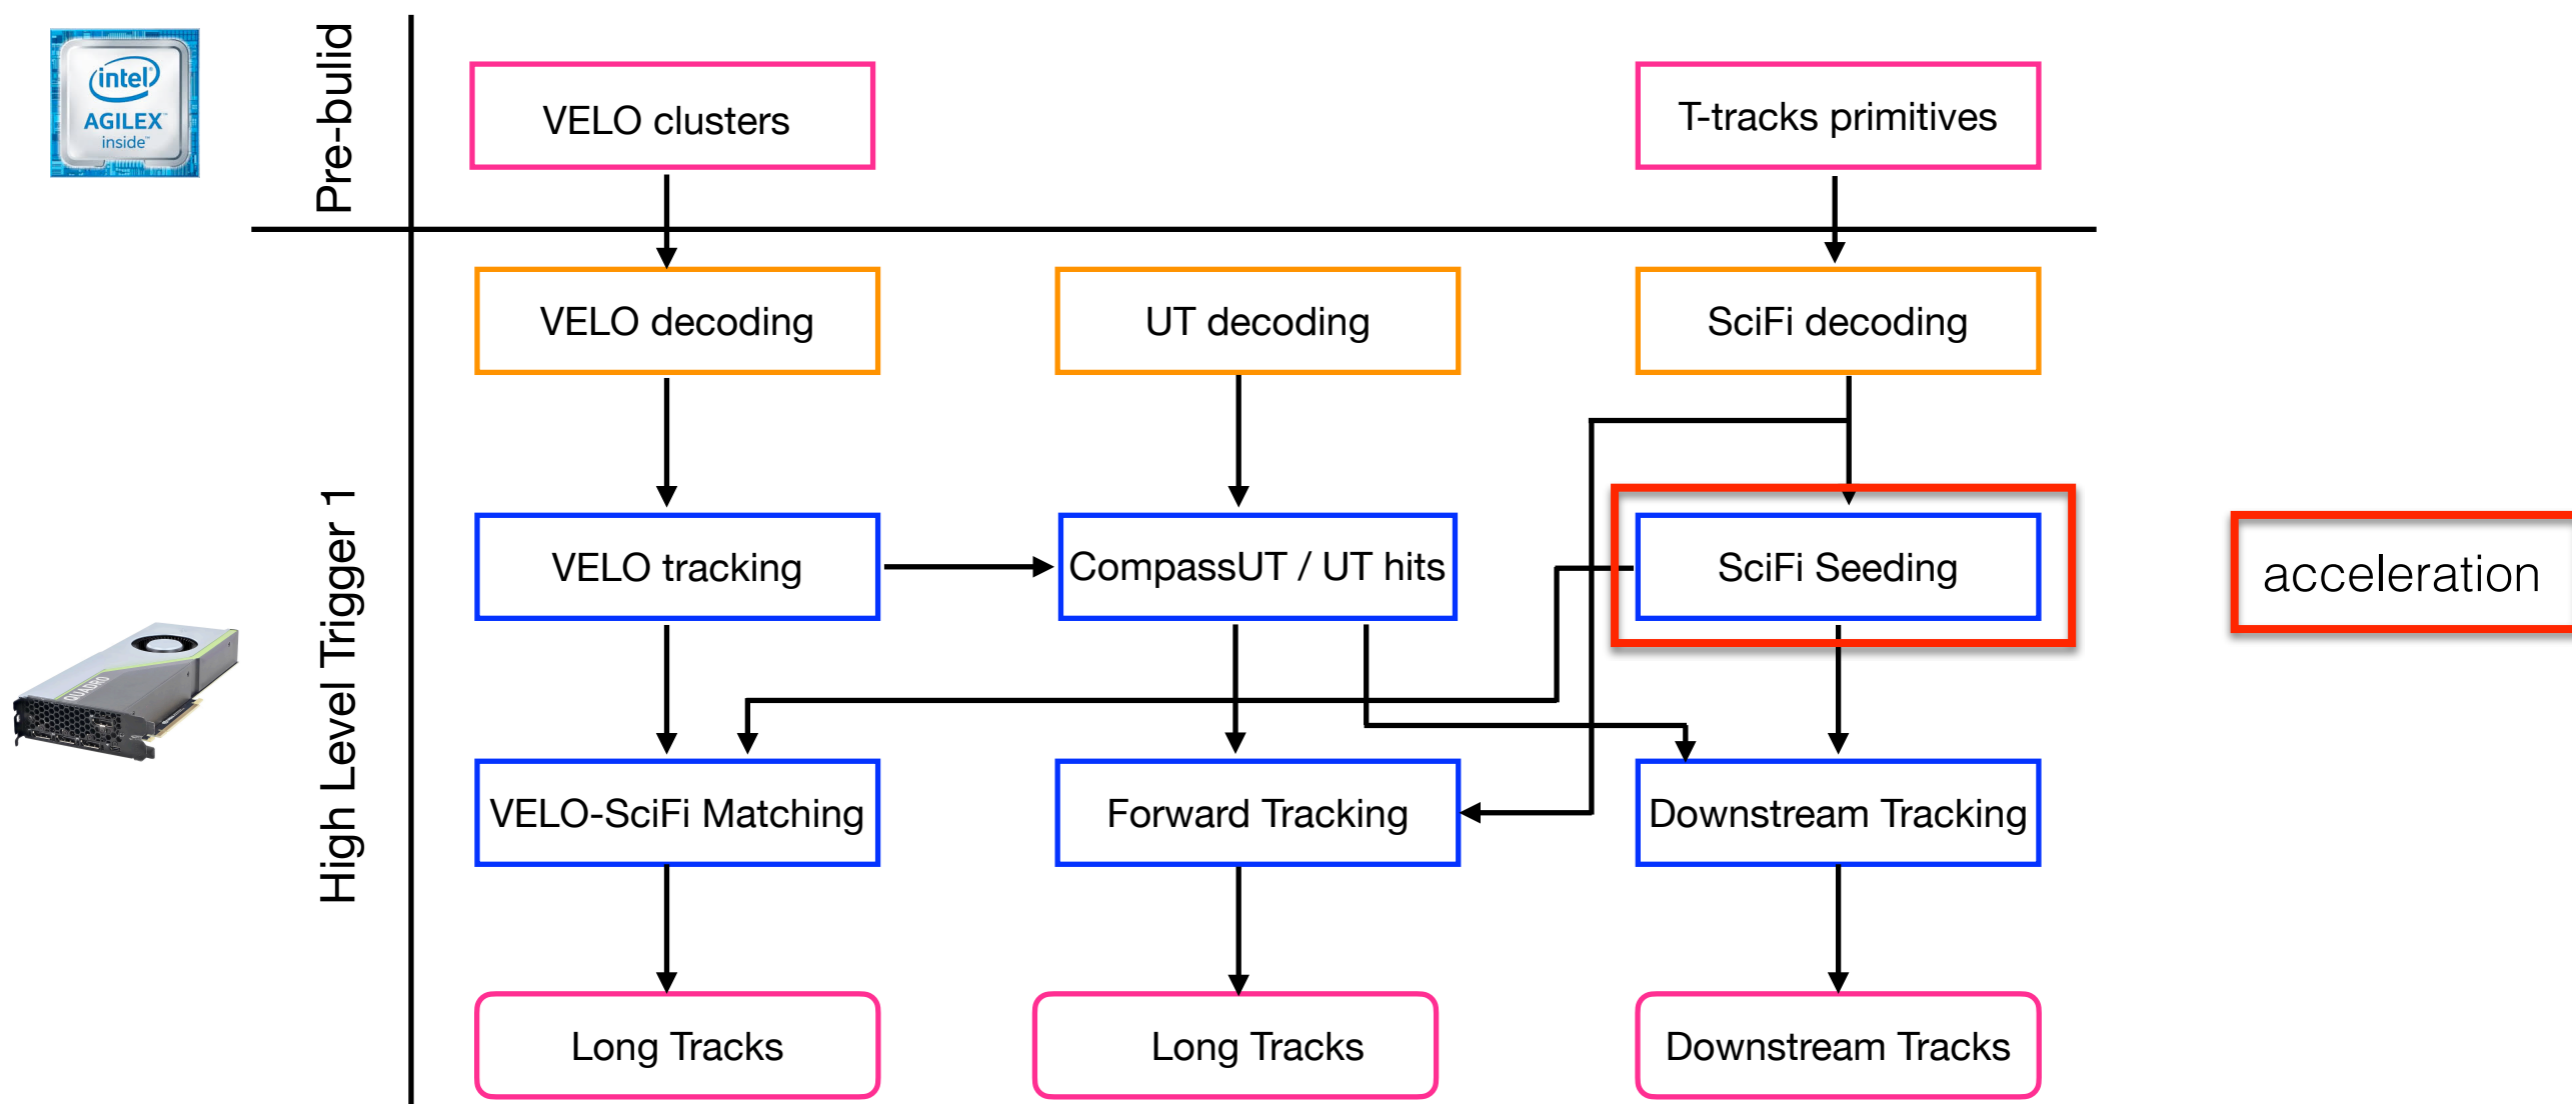 intel
AGILEX
inside
Pre-bulid
VELO clusters
T-tracks primitives
VELO decoding
UT decoding
SciFi decoding
High Level Trigger 1
VELO tracking
CompassUT / UT hits
SciFi Seeding
acceleration
QUADRO
VELO-SciFi Matching
Forward Tracking
Downstream Tracking
Long Tracks
Long Tracks
Downstream Tracks